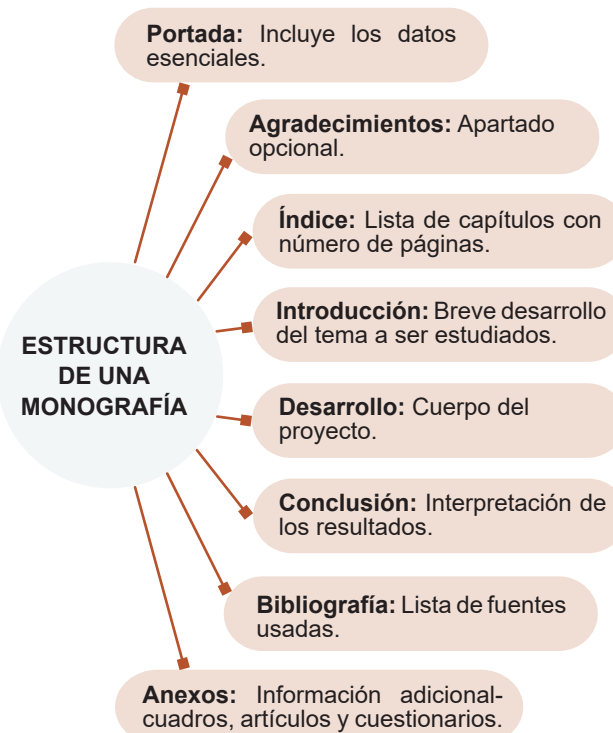 Portada: Incluye los datos
esenciales.
Agradecimientos: Apartado
opcional.
Índice: Lista de capítulos con
número de páginas.
Introducción: Breve desarrollo
del tema a ser estudiados.
ESTRUCTURA
DE UNA
MONOGRAFÍA
Desarrollo: Cuerpo del
proyecto.
Conclusión: Interpretación de
los resultados.
Bibliografía: Lista de fuentes
usadas.
Anexos: Información adicional-
cuadros, artículos y cuestionarios.